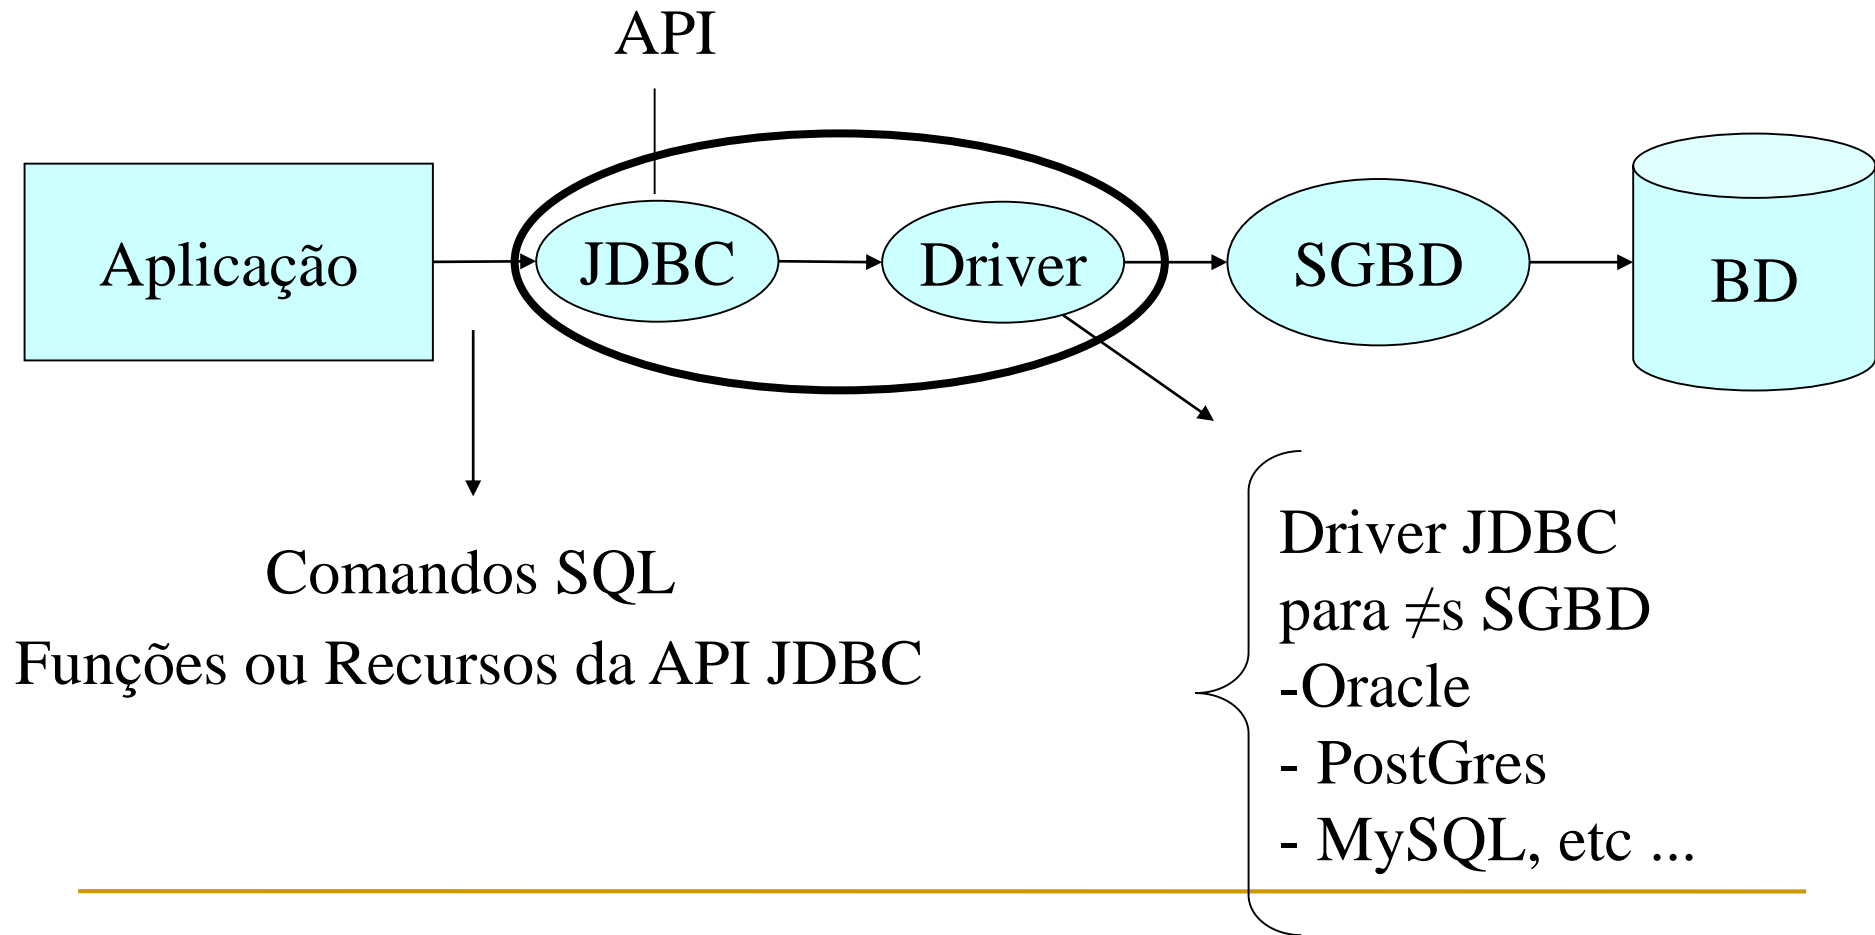 API
Aplicação
JDBC
Driver
SGBD
BD
Comandos SQL
Funções ou Recursos da API JDBC
Driver JDBC
para ≠s SGBD
-Oracle
- PostGres
- MySQL, etc ...